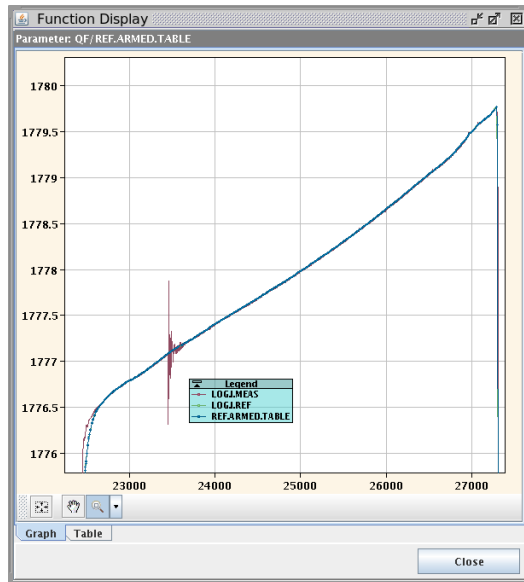 Function Display
Parameter: QF/REF.ARMED.TABLE
1780
1779.5
1779
1778.5
1778
1777.5
1777
1776.5
1776
Legend
LOG.I.MEAS
LOG.I.REF
REF.ARMED.TABLE
23000 24000 25000 26000 27000
Graph Table
Close